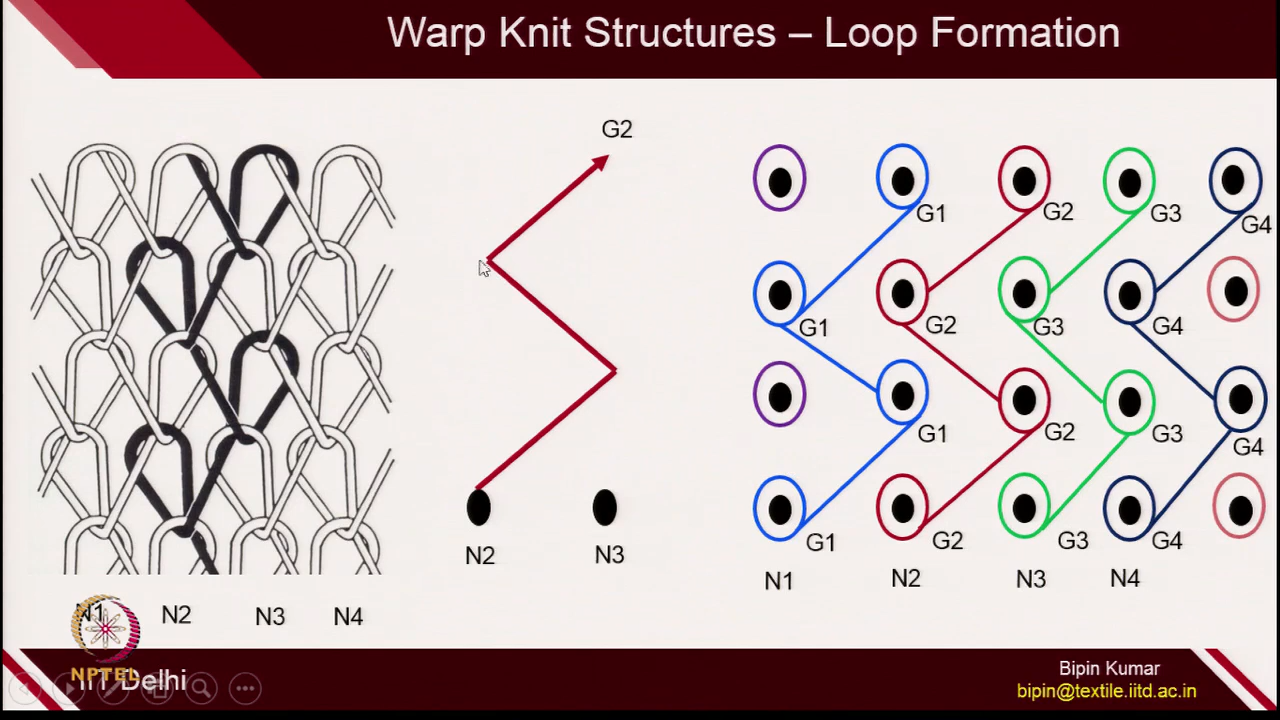 Warp Knit Structures – Loop Formation
G2
G1
G2
G3
G4
G1
G2
G3
G4
G1
G2
G3
G4
G1
G2
G3
G4
N2
N3
N1
N2
N3
N4
N1
N2
N3
N4
NPTEL
IIT Delhi
Bipin Kumar
bipin@textile.iitd.ac.in